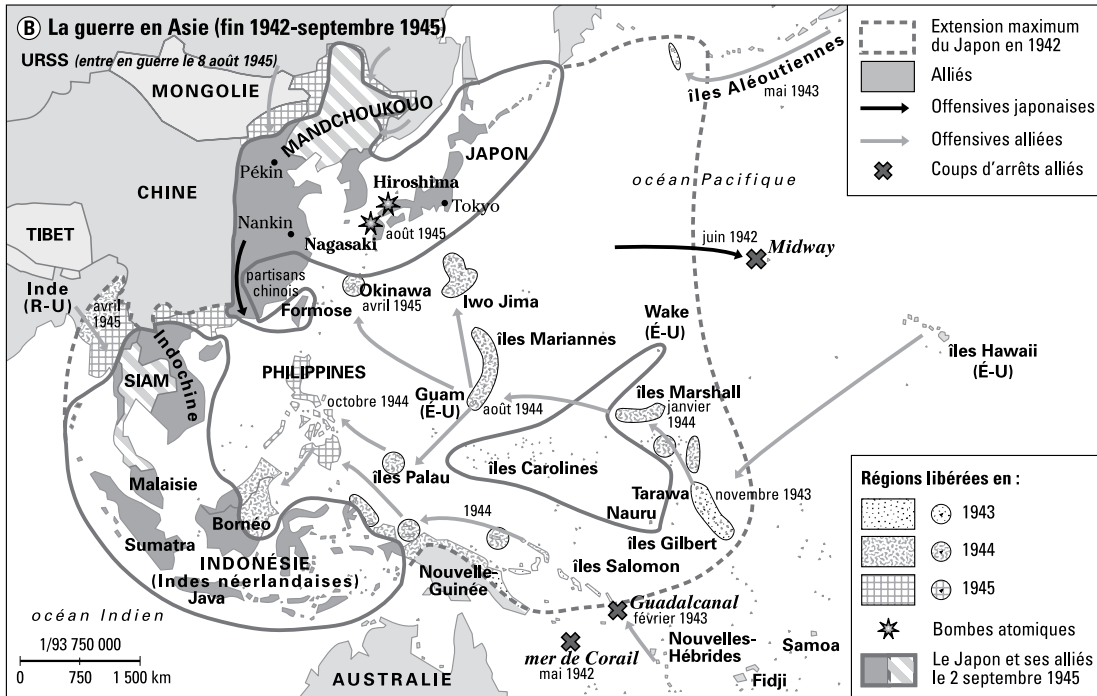 B La guerre en Asie (fin 1942-septembre 1945)
URSS (entre en guerre le 8 août 1945)
MONGOLIE
MANDCHOUKOUO
îles Aléoutiennes
mai 1943
Pékin
JAPON
CHINE
Hiroshima
Tokyo
océan Pacifique
Nankin
Nagasaki
août 1945
juin 1942
Midway
TIBET
Inde
(R-U)
avril
1945
partisans
chinois
Formose
Okinawa
avril 1945
Iwo Jima
Wake
(É-U)
îles Hawaii
(É-U)
îles Mariannes
SIAM
Indochine
PHILIPPINES
octobre 1944
Guam
(É-U)
août 1944
îles Marshall
janvier
1944
îles Palau
îles Carolines
Malaisie
Tarawa
novembre 1943
Nauru
Bornéo
1944
îles Gilbert
Sumatra
INDONÉSIE
(Indes néerlandaises)
Java
Nouvelle-
Guinée
îles Salomon
océan Indien
Guadalcanal
février 1943
mer de Corail
mai 1942
Nouvelles-
Hébrides
Samoa
Fidji
AUSTRALIE
1/93 750 000
0 750 1 500 km
Extension maximum
du Japon en 1942
Alliés
Offensives japonaises
Offensives alliées
Coups d'arrêts alliés
Régions libérées en :
1943
1944
1945
Bombes atomiques
Le Japon et ses alliés
le 2 septembre 1945